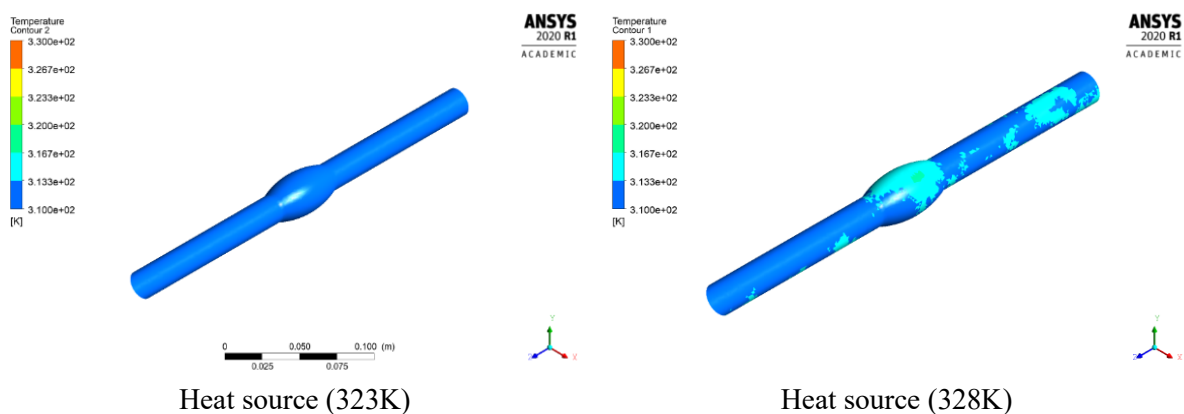 Temperature
Contour 2
3.300e+02
3.267e+02
3.233e+02
3.200e+02
3.167e+02
3.133e+02
3.100e+02
[K]
ANSYS
2020 R1
ACADEMIC
0 0.050 0.100 (m)
0.025 0.075
Y
Z X
Heat source (323K)
Temperature
Contour 1
3.300e+02
3.267e+02
3.233e+02
3.200e+02
3.167e+02
3.133e+02
3.100e+02
[K]
ANSYS
2020 R1
ACADEMIC
Y
Z X
Heat source (328K)